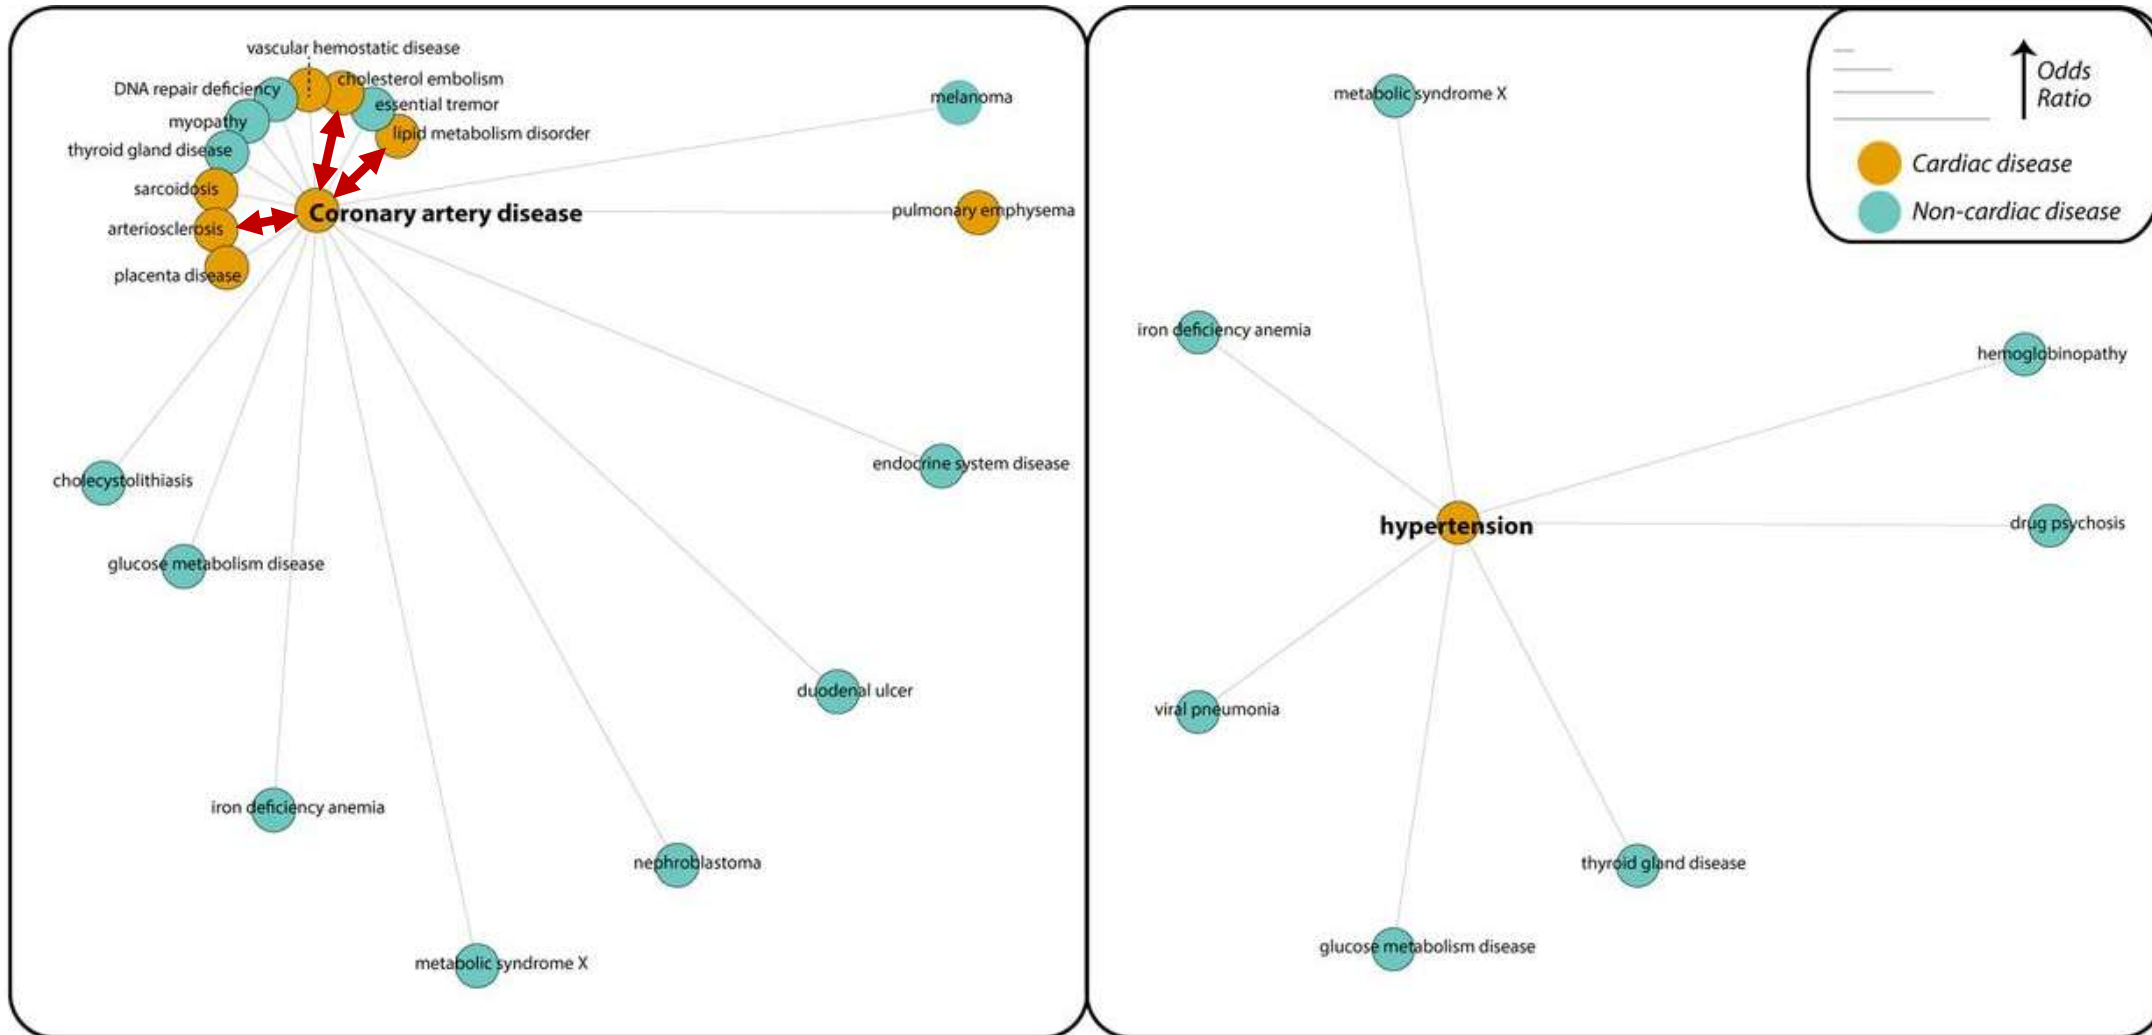 vascular hemostatic disease
cholesterol embolism
DNA repair deficiency
essential tremor
myopathy
lipid metabolism disorder
thyroid gland disease
sarcoidosis
arteriosclerosis
placenta disease
Coronary artery disease
melanoma
pulmonary emphysema
endocrine system disease
cholecystolithiasis
glucose metabolism disease
duodenal ulcer
iron deficiency anemia
nephroblastoma
metabolic syndrome X
metabolic syndrome X
iron deficiency anemia
hemoglobinopathy
hypertension
drug psychosis
viral pneumonia
thyroid gland disease
glucose metabolism disease
Odds
Ratio
Cardiac disease
Non-cardiac disease